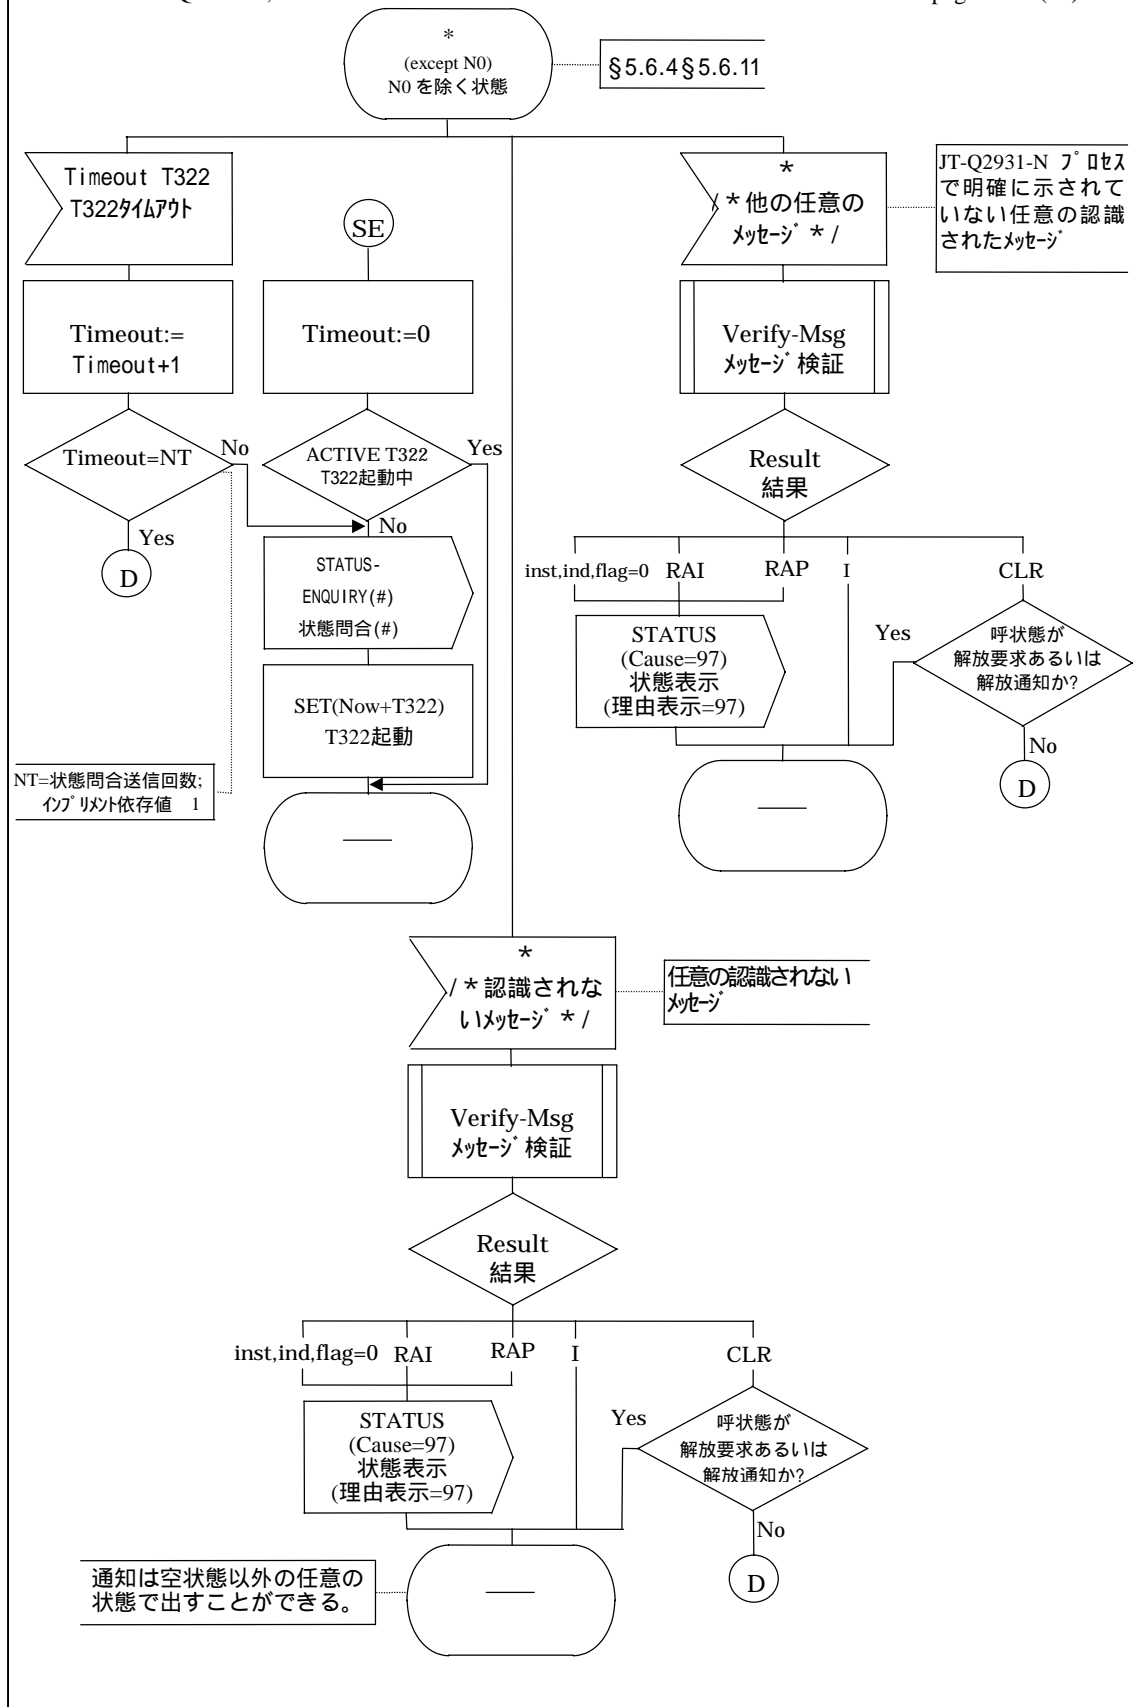 *
(except N0)
N0 を除く状態
§5.6.4§5.6.11
Timeout T322
T322ﾀｲﾑｱｳﾄ
SE
*
/ * 他の任意の
ﾒｯｾｰｼﾞ * /
JT-Q2931-N ﾌﾟﾛｾｽ
で明確に示されて
いない任意の認識
されたﾒｯｾｰｼﾞ
Timeout:=
Timeout+1
Timeout:=0
Verify-Msg
ﾒｯｾｰｼﾞ 検証
Timeout=NT
No
Yes
D
ACTIVE T322
T322起動中
Yes
No
Result
結果
STATUS-
ENQUIRY(#)
状態問合(#)
SET(Now+T322)
T322起動
NT=状態問合送信回数;
ｲﾝﾌﾟﾘﾒﾝﾄ依存値 1
inst,ind,flag=0
RAI
RAP
I
CLR
STATUS
(Cause=97)
状態表示
(理由表示=97)
Yes
呼状態が
解放要求あるいは
解放通知か?
No
D
*
/ * 認識されな
いﾒｯｾｰｼﾞ * /
任意の認識されない
ﾒｯｾｰｼﾞ
Verify-Msg
ﾒｯｾｰｼﾞ 検証
Result
結果
inst,ind,flag=0
RAI
RAP
I
CLR
STATUS
(Cause=97)
状態表示
(理由表示=97)
Yes
呼状態が
解放要求あるいは
解放通知か?
No
D
通知は空状態以外の任意の
状態で出すことができる。